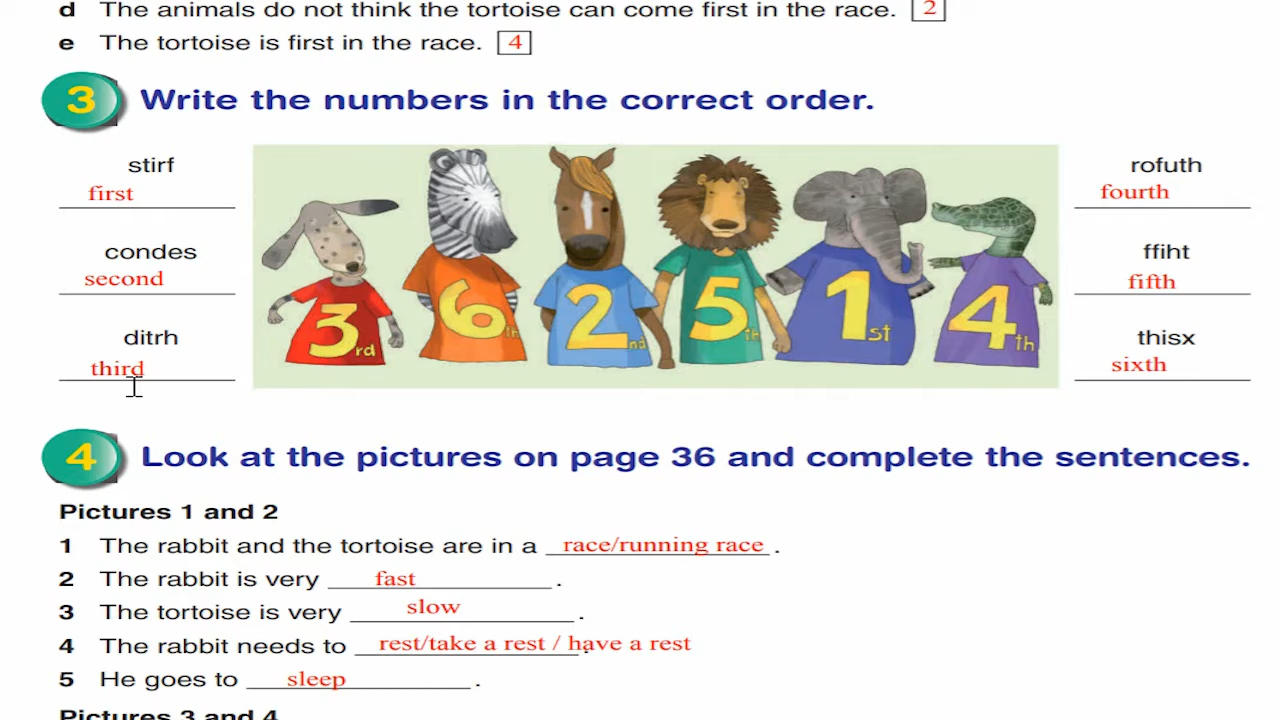 d The animals do not think the tortoise can come first in the race. 2
e The tortoise is first in the race. 4
3 Write the numbers in the correct order.
stirf
first
condes
second
ditrh
third
3rd 6th 2nd 5th 1st 4th
rofuth
fourth
ffiht
fifth
thisx
sixth
4 Look at the pictures on page 36 and complete the sentences.
Pictures 1 and 2
1 The rabbit and the tortoise are in a race/running race.
2 The rabbit is very fast.
3 The tortoise is very slow.
4 The rabbit needs to rest/take a rest / have a rest.
5 He goes to sleep.
Pictures 3 and 4